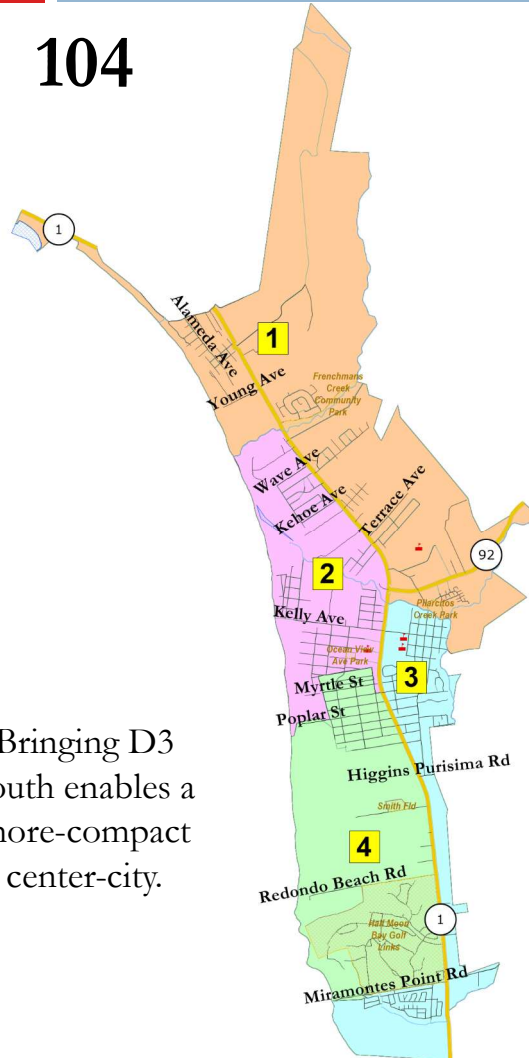 104
1
Alameda Ave
1
Young Ave
Frenchmans
Creek
Community
Park
Wave Ave
Kehoe Ave
Terrace Ave
92
2
Kelly Ave
Pilarcitos
Creek Park
Ocean View
Ave Park
3
Myrtle St
Poplar St
Bringing D3
outh enables a
more-compact
center-city.
Higgins Purisima Rd
Smith Fld
4
Redondo Beach Rd
1
Half Moon
Bay Golf
Links
Miramontes Point Rd